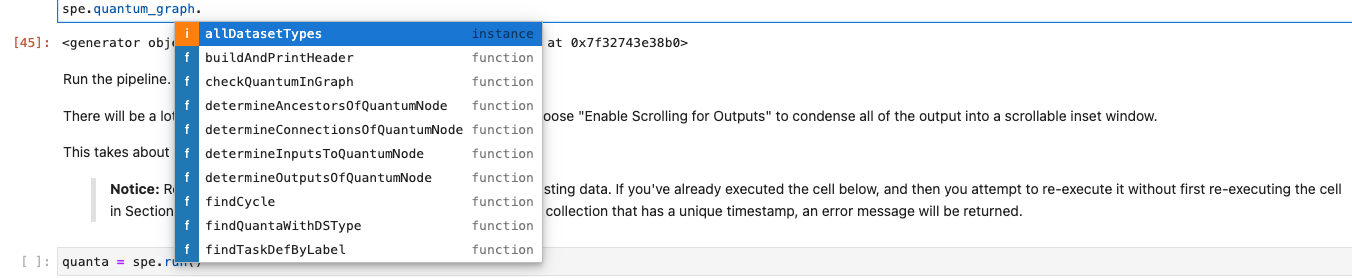 spe.quantum_graph.
i allDatasetTypes instance
[45]: <generator obje at 0x7f32743e38b0>
f buildAndPrintHeader function
Run the pipeline.
f checkQuantumInGraph function
f determineAncestorsOfQuantumNode function
There will be a lot oose "Enable Scrolling for Outputs" to condense all of the output into a scrollable inset window.
f determineConnectionsOfQuantumNode function
This takes about
f determineInputsToQuantumNode function
f determineOutputsOfQuantumNode function
Notice: R sting data. If you've already executed the cell below, and then you attempt to re-execute it without first re-executing the cell
f findCycle function
in Section collection that has a unique timestamp, an error message will be returned.
f findQuantaWithDSType function
f findTaskDefByLabel function
[ ]: quanta = spe.run()